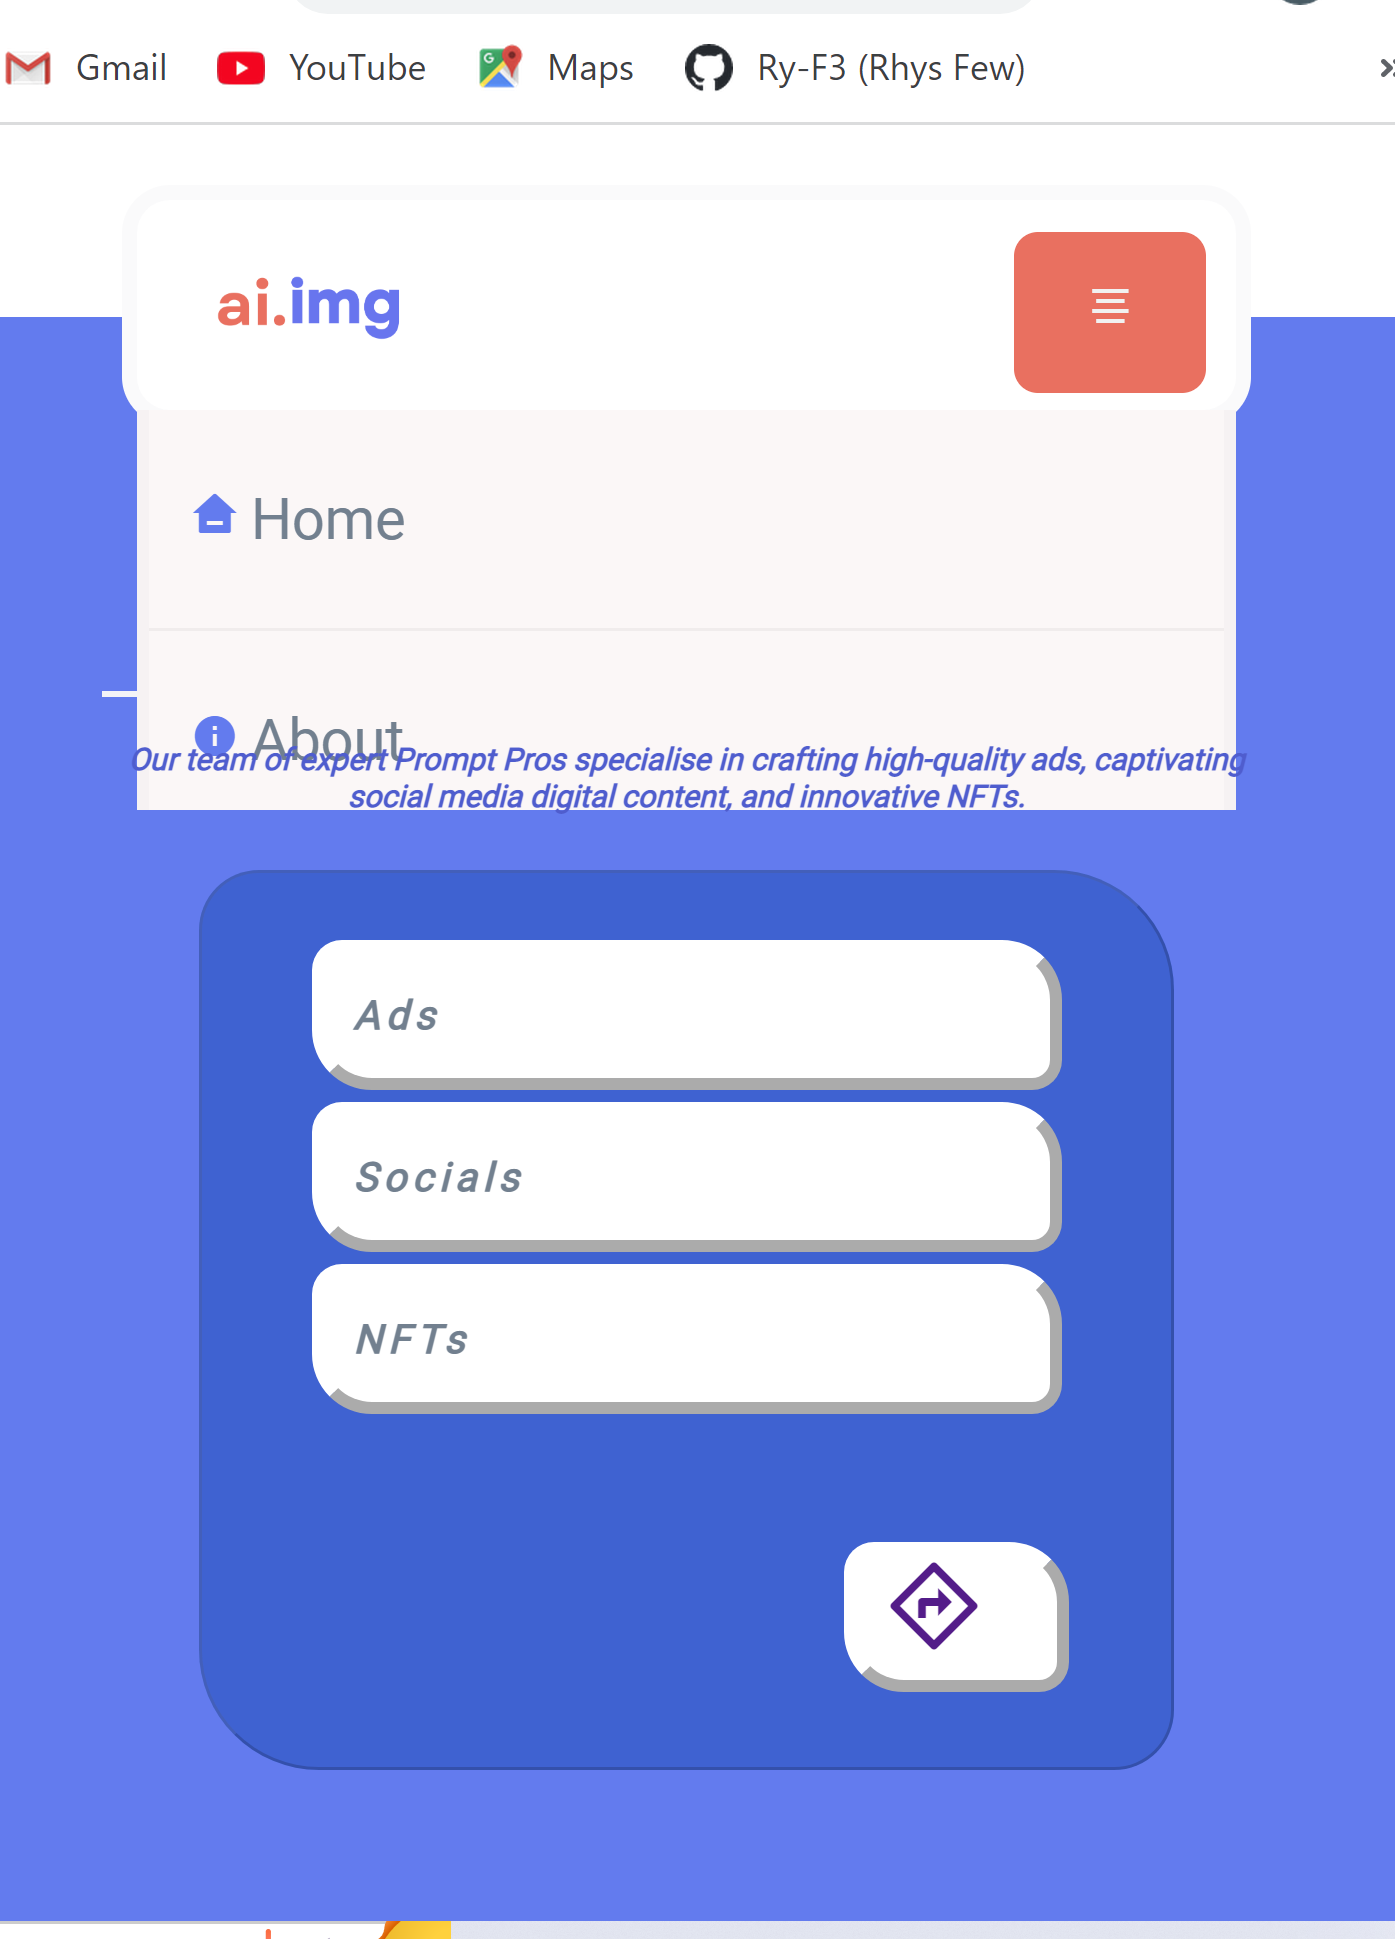 Gmail YouTube Maps Ry-F3 (Rhys Few)
ai.img
Home
About
Our team of expert Prompt Pros specialise in crafting high-quality ads, captivating
social media digital content, and innovative NFTs.
Ads
Socials
NFTs